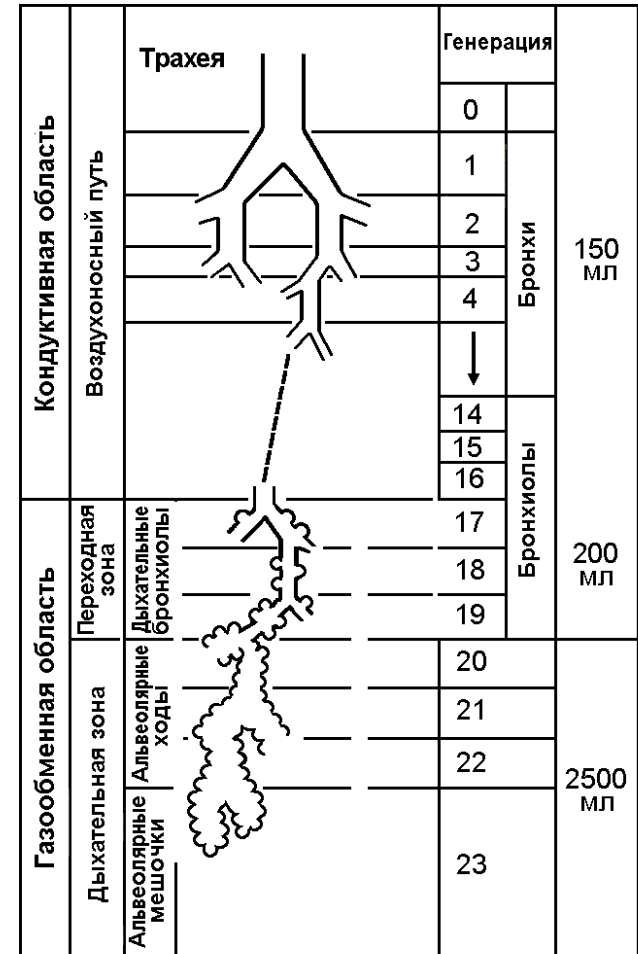 Трахея
Генерация
0
1
2
3
4
14
15
16
17
18
19
20
21
22
23
Бронхи
Бронхиолы
150
мл
200
мл
2500
мл
Кондуктивная область
Воздухоносный путь
Газообменная область
Переходная
зона
Дыхательные
бронхиолы
Дыхательная зона
Альвеолярные
ходы
Альвеолярные
мешочки